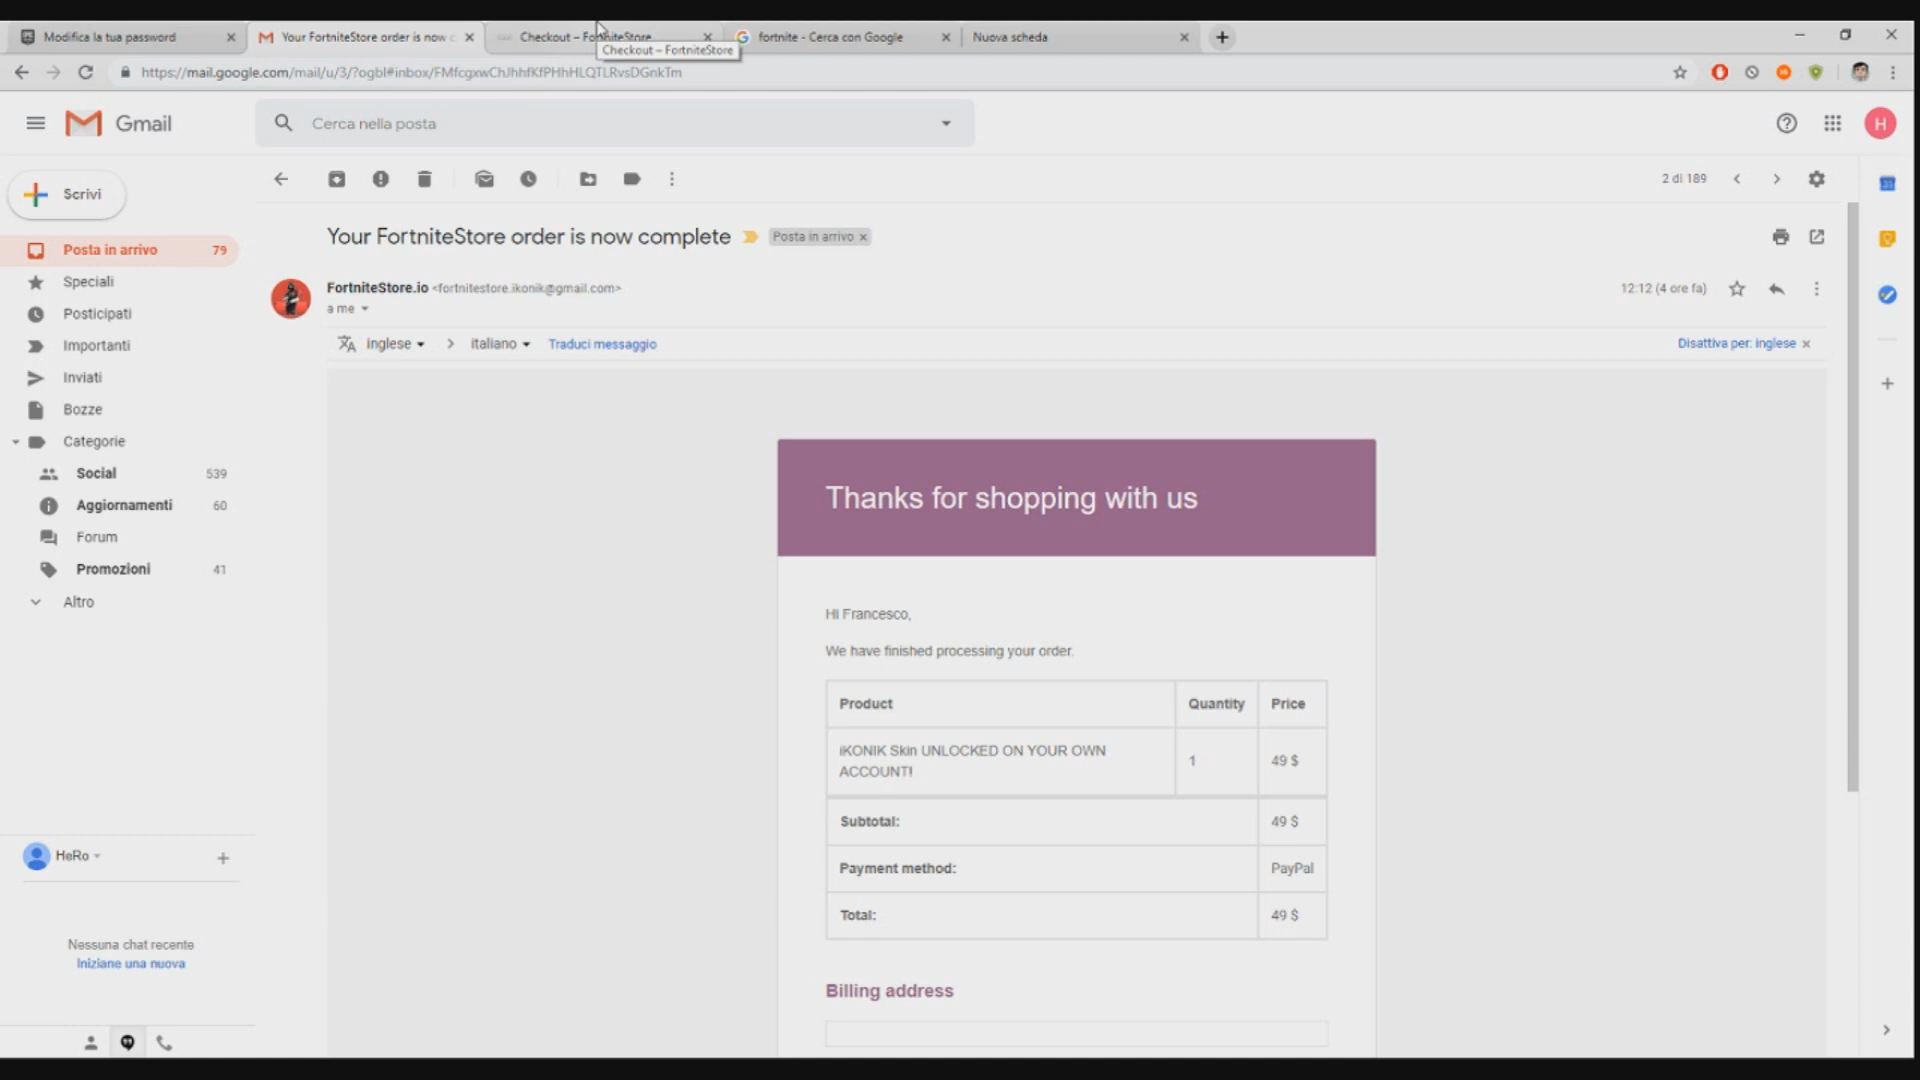 Modifica la tua password
Your FortniteStore order is now c
Checkout – FortniteStore
fortnite - Cerca con Google
Nuova scheda
Checkout – FortniteStore
https://mail.google.com/mail/u/3/?ogbl#inbox/FMfcgxwChJhhfKfPHhHLQTLRvsDGnkTm
Gmail
Cerca nella posta
H
Scrivi
2 di 189
Your FortniteStore order is now complete
Posta in arrivo x
Posta in arrivo 79
Speciali
Posticipati
Importanti
Inviati
Bozze
Categorie
Social 539
Aggiornamenti 60
Forum
Promozioni 41
Altro
FortniteStore.io <fortnitestore.ikonik@gmail.com>
12:12 (4 ore fa)
a me
inglese > italiano Traduci messaggio
Disattiva per: inglese x
Thanks for shopping with us
Hi Francesco,
We have finished processing your order.
Product Quantity Price
iKONIK Skin UNLOCKED ON YOUR OWN
ACCOUNT! 1 49 $
Subtotal: 49 $
Payment method: PayPal
Total: 49 $
Billing address
HeRo
Nessuna chat recente
Iniziane una nuova